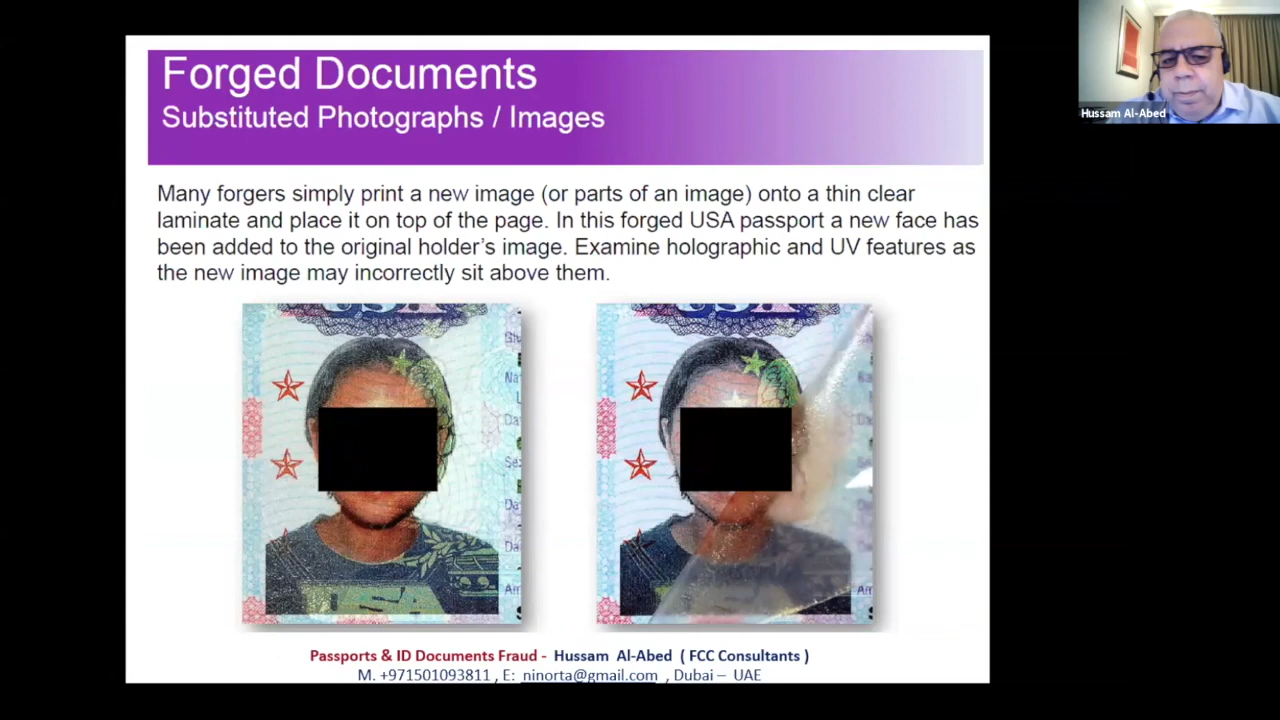 Forged Documents
Substituted Photographs / Images
Many forgers simply print a new image (or parts of an image) onto a thin clear
laminate and place it on top of the page. In this forged USA passport a new face has
been added to the original holder's image. Examine holographic and UV features as
the new image may incorrectly sit above them.
Passports & ID Documents Fraud - Hussam Al-Abed ( FCC Consultants )
M. +971501093811 , E: ninorta@gmail.com , Dubai – UAE
Hussam Al-Abed